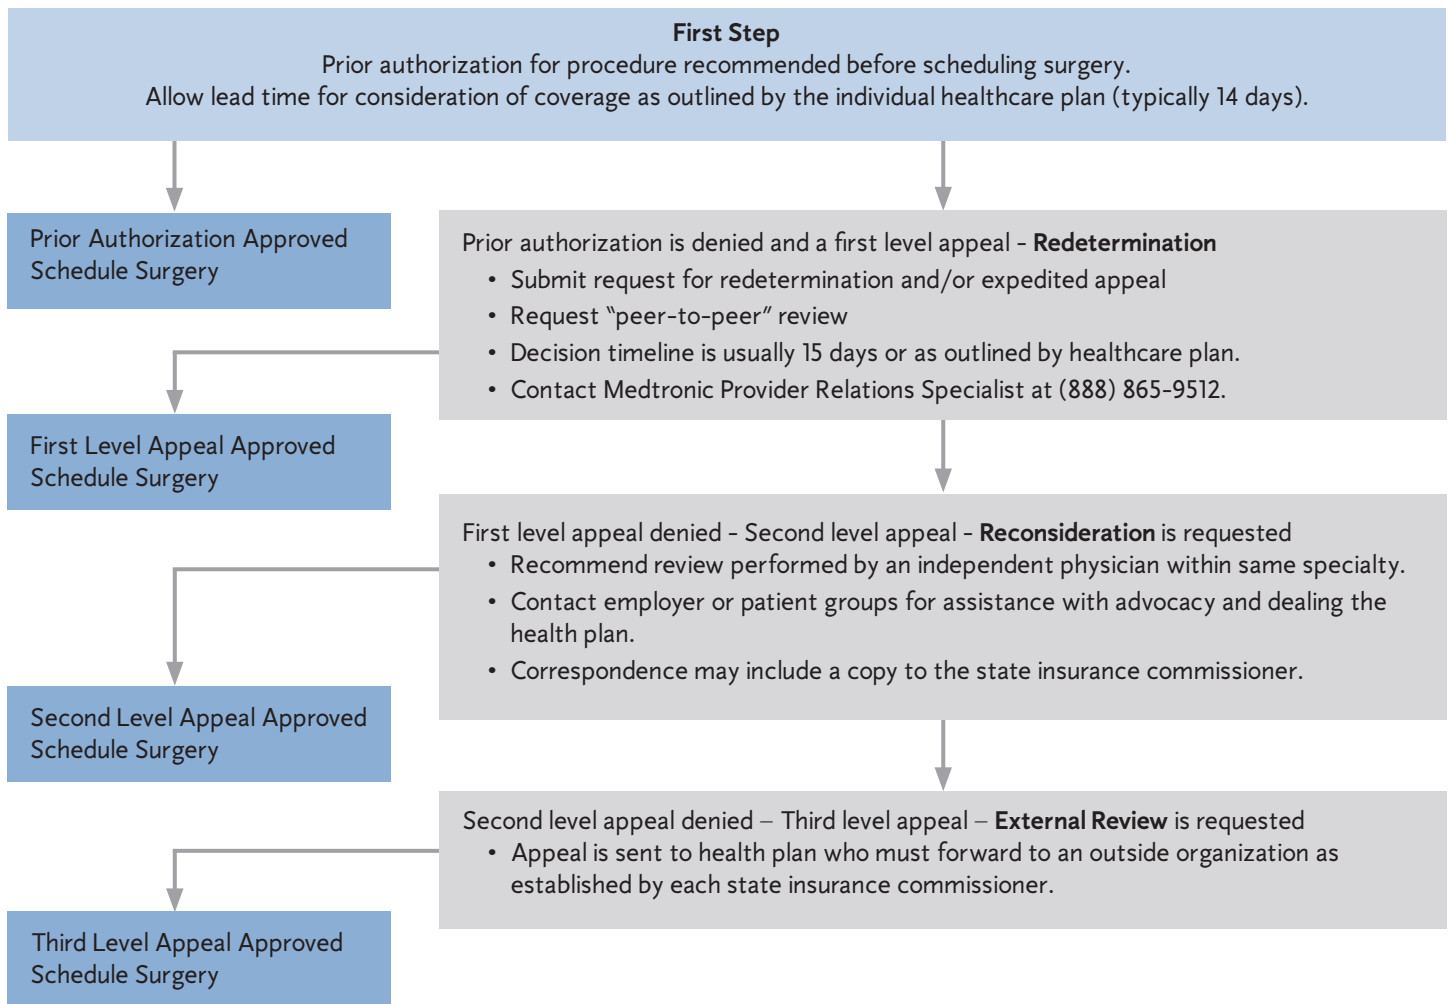 First Step
Prior authorization for procedure recommended before scheduling surgery.
Allow lead time for consideration of coverage as outlined by the individual healthcare plan (typically 14 days).
Prior Authorization Approved
Schedule Surgery
Prior authorization is denied and a first level appeal - Redetermination
• Submit request for redetermination and/or expedited appeal
• Request “peer-to-peer” review
• Decision timeline is usually 15 days or as outlined by healthcare plan.
• Contact Medtronic Provider Relations Specialist at (888) 865-9512.
First Level Appeal Approved
Schedule Surgery
First level appeal denied - Second level appeal - Reconsideration is requested
• Recommend review performed by an independent physician within same specialty.
• Contact employer or patient groups for assistance with advocacy and dealing the
health plan.
• Correspondence may include a copy to the state insurance commissioner.
Second Level Appeal Approved
Schedule Surgery
Second level appeal denied – Third level appeal – External Review is requested
• Appeal is sent to health plan who must forward to an outside organization as
established by each state insurance commissioner.
Third Level Appeal Approved
Schedule Surgery